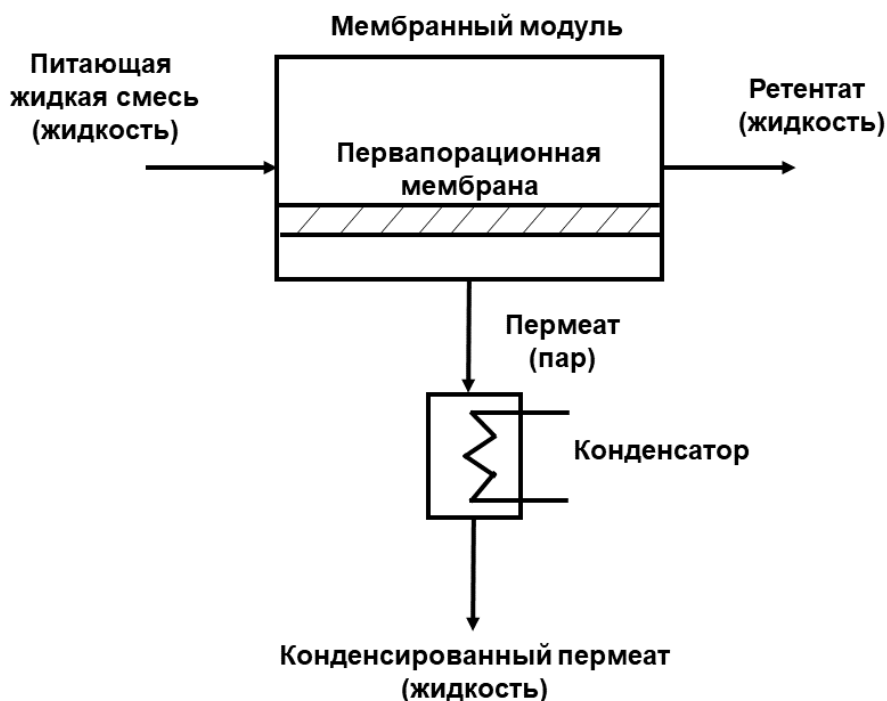 Мембранный модуль
Питающая
жидкая смесь
(жидкость)
Ретентат
(жидкость)
Первапорационная
мембрана
Пермеат
(пар)
Конденсатор
Конденсированный пермеат
(жидкость)